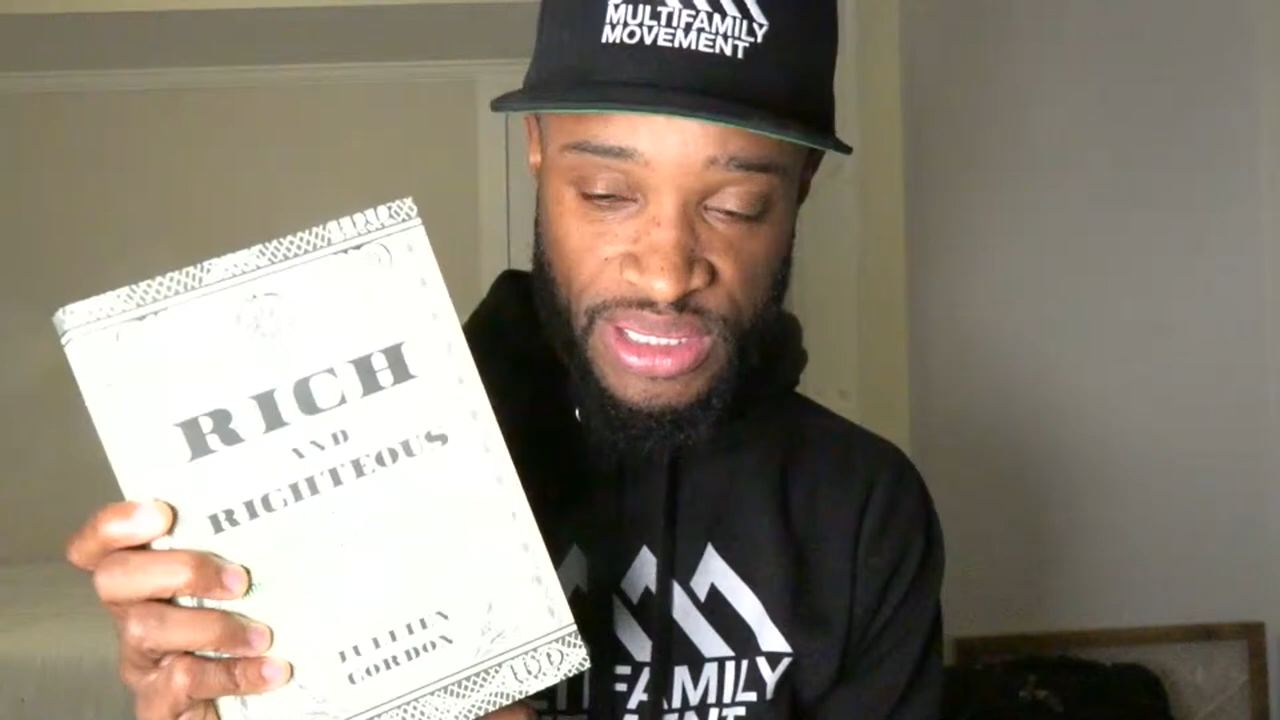 MULTIFAMILY
MOVEMENT
RICH
AND
RIGHTEOUS
JULLIEN
GORDON
FAMILY